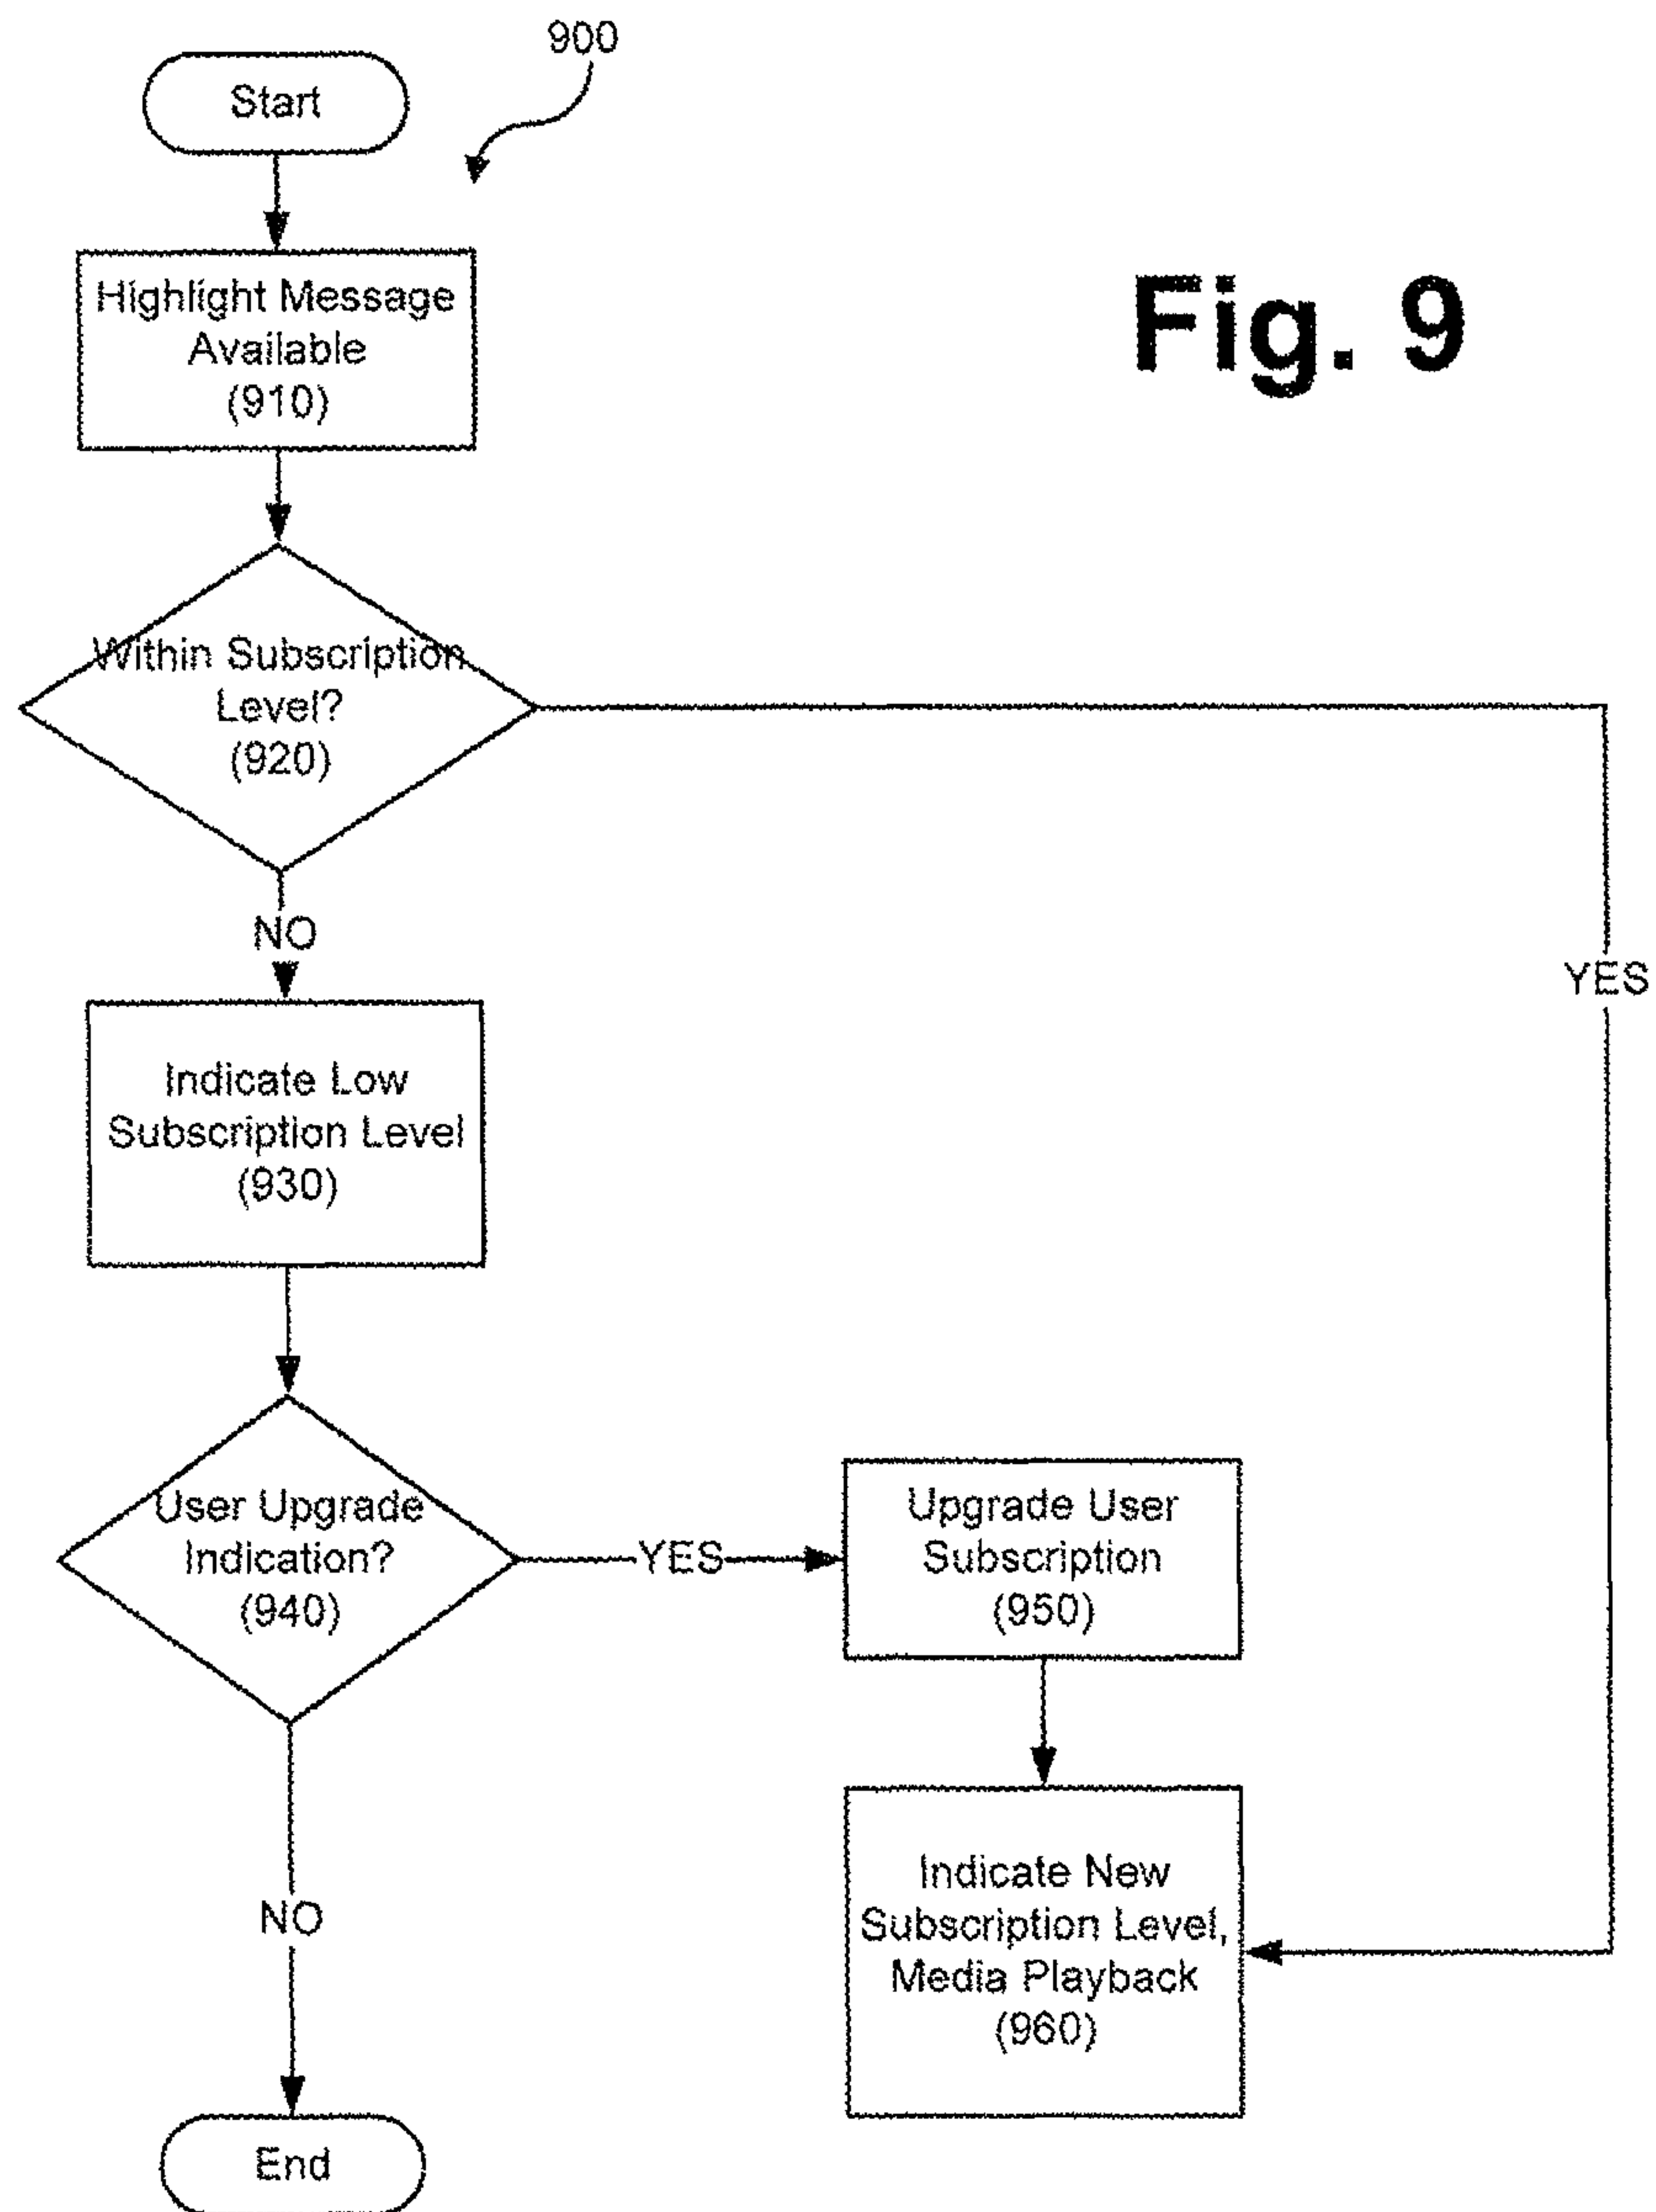 900
Start
Fig. 9
Highlight Message
Available
(910)
Within Subscription
Level?
(920)
NO
YES
Indicate Low
Subscription Level
(930)
User Upgrade
Indication?
(940)
YES
Upgrade User
Subscription
(950)
NO
Indicate New
Subscription Level,
Media Playback
(960)
End